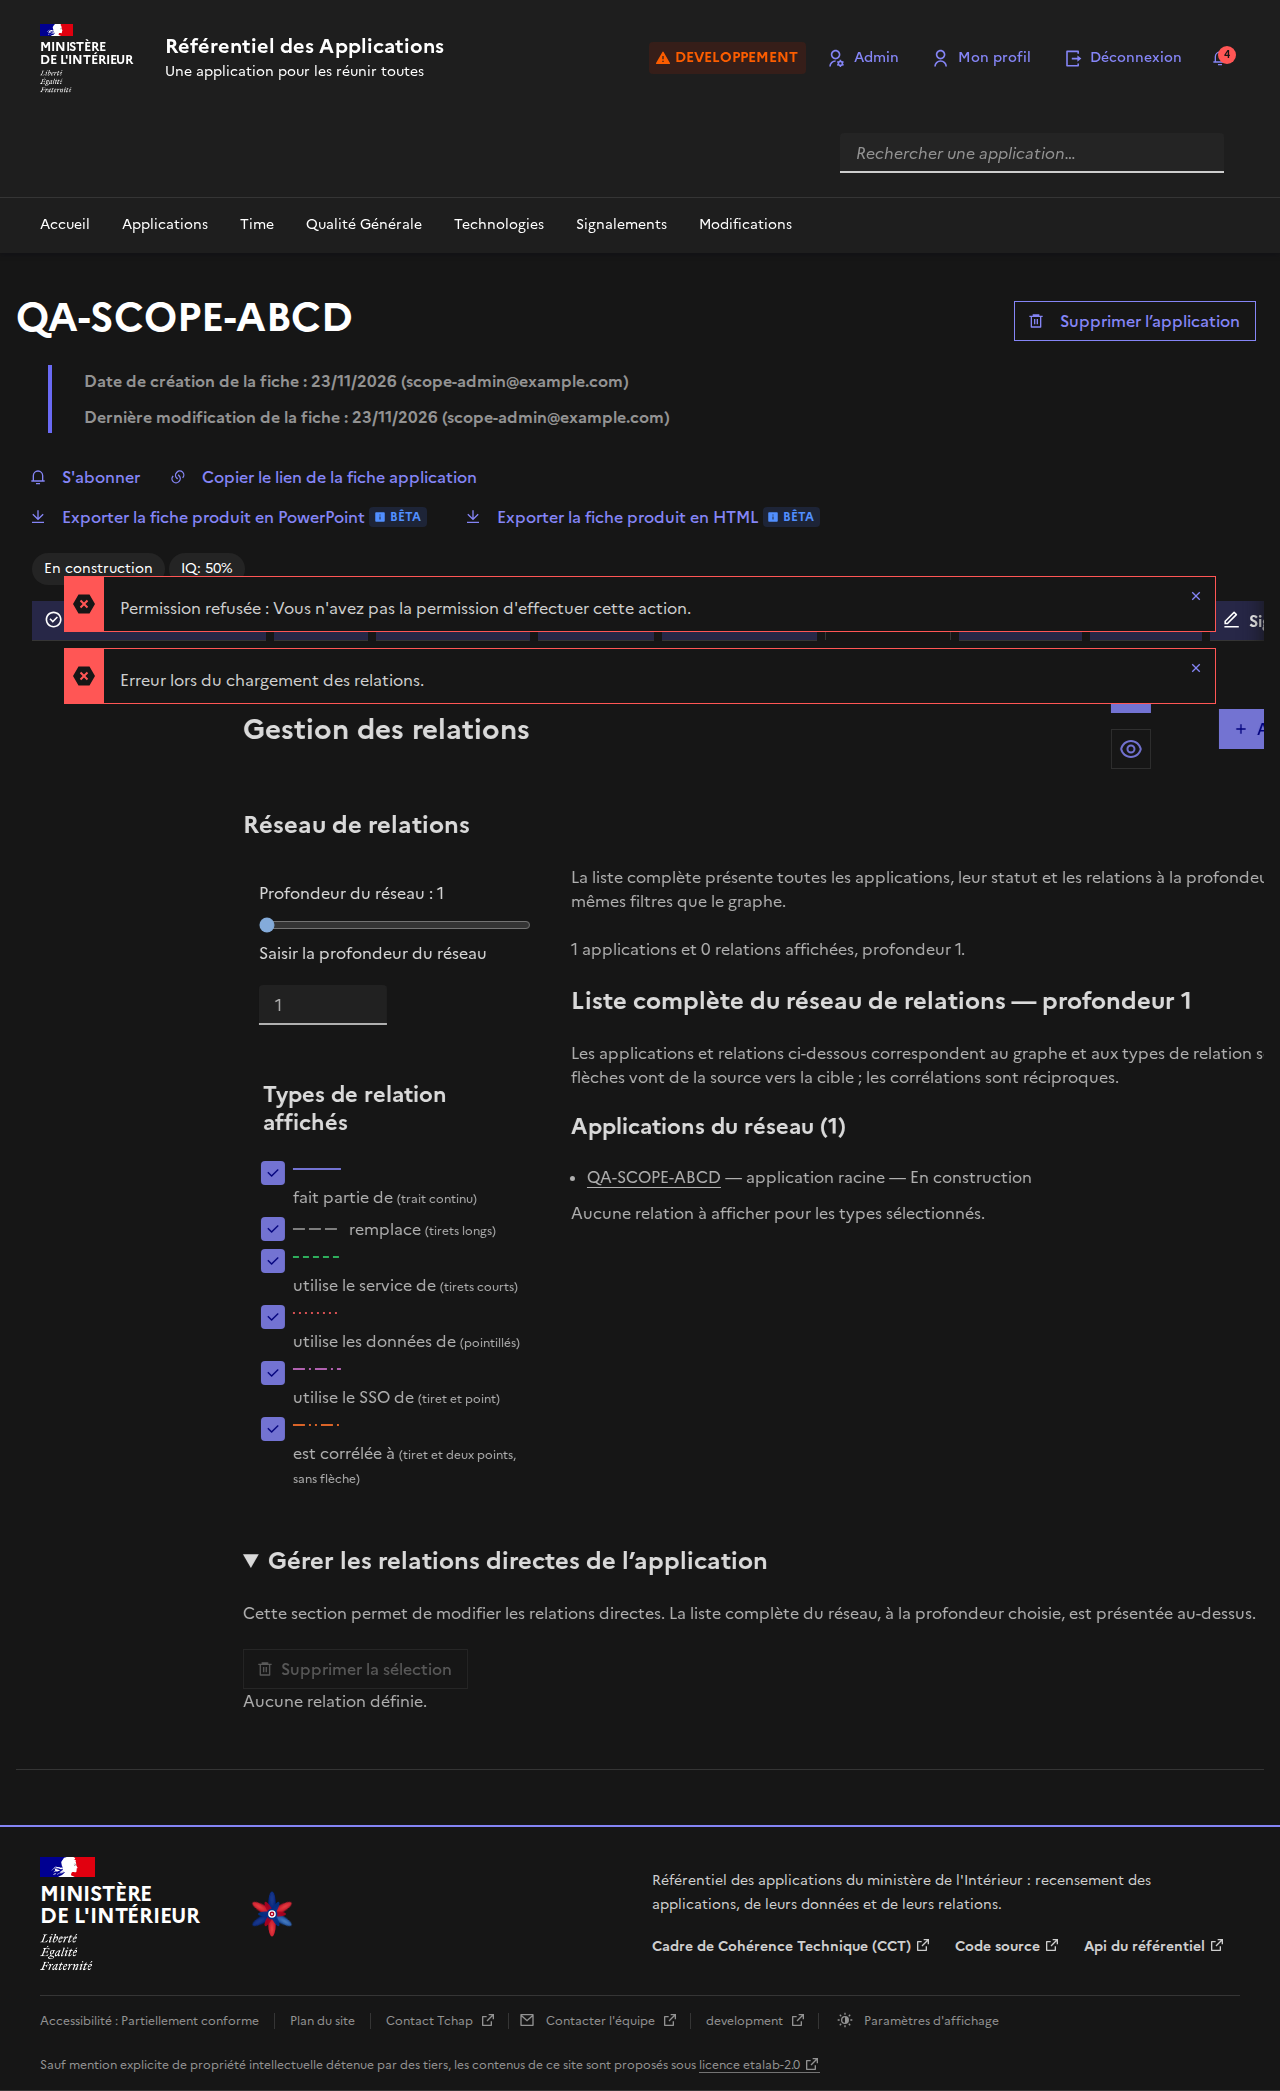 MINISTÈRE
DE L'INTÉRIEUR
Liberté
Égalité
Fraternité
Référentiel des Applications
Une application pour les réunir toutes
DEVELOPPEMENT
Admin
Mon profil
Déconnexion
4
Rechercher une application…
Accueil
Applications
Time
Qualité Générale
Technologies
Signalements
Modifications
QA-SCOPE-ABCD
Supprimer l’application
Date de création de la fiche : 23/11/2026 (scope-admin@example.com)
Dernière modification de la fiche : 23/11/2026 (scope-admin@example.com)
S'abonner
Copier le lien de la fiche application
Exporter la fiche produit en PowerPoint BÊTA
Exporter la fiche produit en HTML BÊTA
En construction
IQ: 50%
Permission refusée : Vous n'avez pas la permission d'effectuer cette action.
Erreur lors du chargement des relations.
Gestion des relations
Réseau de relations
Profondeur du réseau : 1
Saisir la profondeur du réseau
1
Types de relation
affichés
fait partie de (trait continu)
remplace (tirets longs)
utilise le service de (tirets courts)
utilise les données de (pointillés)
utilise le SSO de (tiret et point)
est corrélée à (tiret et deux points,
sans flèche)
La liste complète présente toutes les applications, leur statut et les relations à la
mêmes filtres que le graphe.
1 applications et 0 relations affichées, profondeur 1.
Liste complète du réseau de relations — profondeur 1
Les applications et relations ci-dessous correspondent au graphe et aux types de relation
flèches vont de la source vers la cible ; les corrélations sont réciproques.
Applications du réseau (1)
QA-SCOPE-ABCD — application racine — En construction
Aucune relation à afficher pour les types sélectionnés.
▼ Gérer les relations directes de l’application
Cette section permet de modifier les relations directes. La liste complète du réseau, à la profondeur choisie, est présentée au-dessus.
Supprimer la sélection
Aucune relation définie.
MINISTÈRE
DE L'INTÉRIEUR
Liberté
Égalité
Fraternité
Référentiel des applications du ministère de l'Intérieur : recensement des
applications, de leurs données et de leurs relations.
Cadre de Cohérence Technique (CCT)
Code source
Api du référentiel
Accessibilité : Partiellement conforme
Plan du site
Contact Tchap
Contacter l'équipe
development
Paramètres d'affichage
Sauf mention explicite de propriété intellectuelle détenue par des tiers, les contenus de ce site sont proposés sous licence etalab-2.0